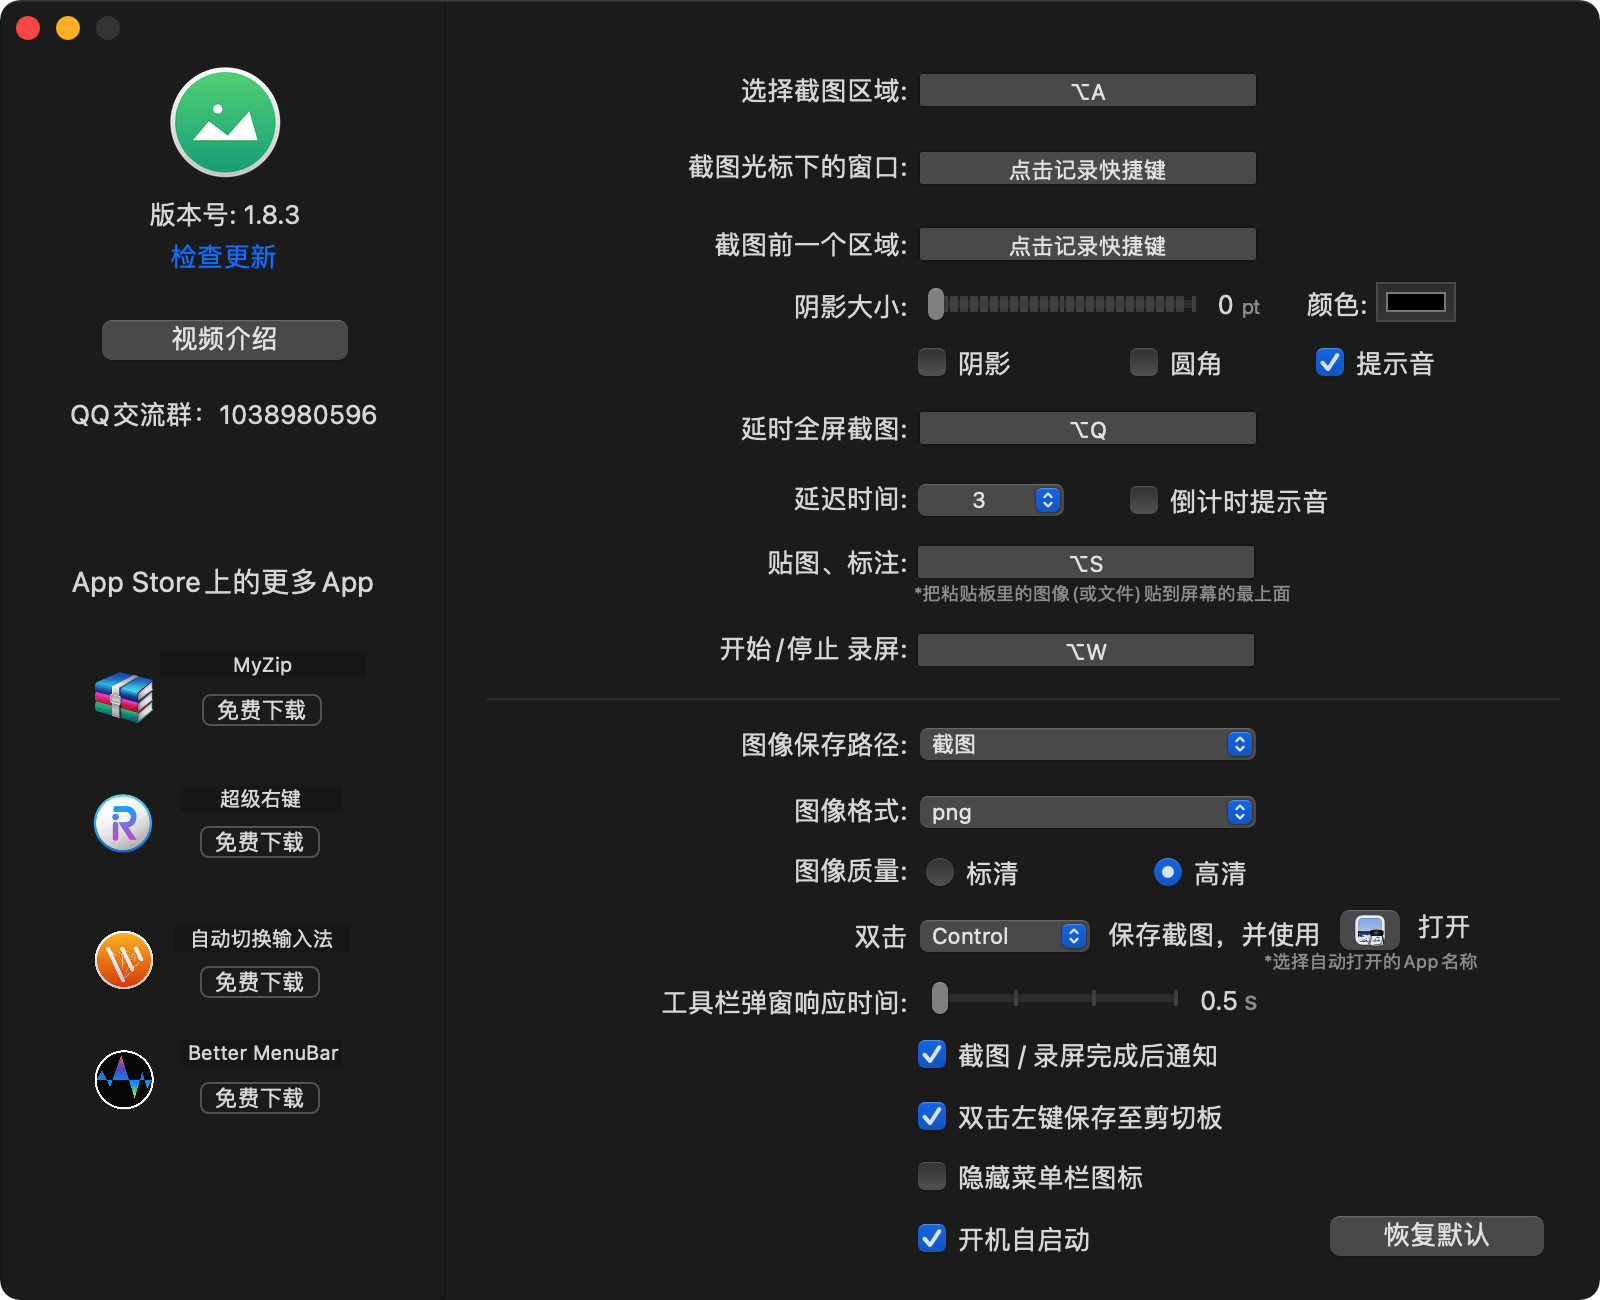 版本号: 1.8.3
检查更新
视频介绍
QQ交流群：1038980596
App Store上的更多App
MyZip
免费下载
超级右键
免费下载
自动切换输入法
免费下载
Better MenuBar
免费下载
选择截图区域: ⌥A
截图光标下的窗口: 点击记录快捷键
截图前一个区域: 点击记录快捷键
阴影大小: 0 pt 颜色:
阴影 圆角 提示音
延时全屏截图: ⌥Q
延迟时间: 3 倒计时提示音
贴图、标注: ⌥S
*把粘贴板里的图像(或文件)贴到屏幕的最上面
开始/停止 录屏: ⌥W
图像保存路径: 截图
图像格式: png
图像质量: 标清 高清
双击 Control 保存截图，并使用 打开
*选择自动打开的App名称
工具栏弹窗响应时间: 0.5 s
截图 / 录屏完成后通知
双击左键保存至剪切板
隐藏菜单栏图标
开机自启动
恢复默认